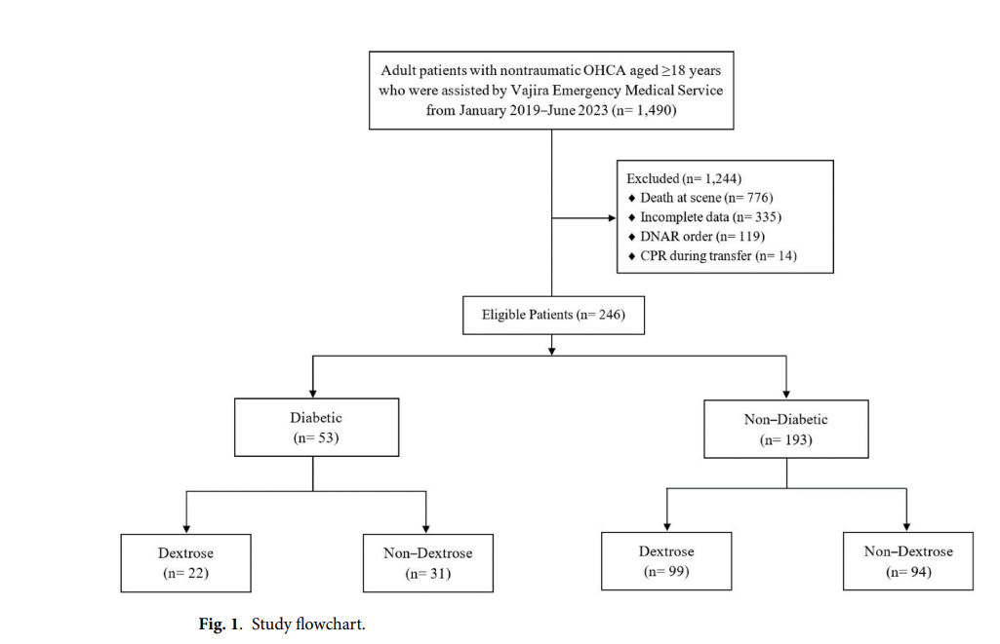 Adult patients with nontraumatic OHCA aged ≥18 years
who were assisted by Vajira Emergency Medical Service
from January 2019–June 2023 (n= 1,490)
Excluded (n= 1,244)
♦ Death at scene (n= 776)
♦ Incomplete data (n= 335)
♦ DNAR order (n= 119)
♦ CPR during transfer (n= 14)
Eligible Patients (n= 246)
Diabetic
(n= 53)
Non–Diabetic
(n= 193)
Dextrose
(n= 22)
Non–Dextrose
(n= 31)
Dextrose
(n= 99)
Non–Dextrose
(n= 94)
Fig. 1. Study flowchart.